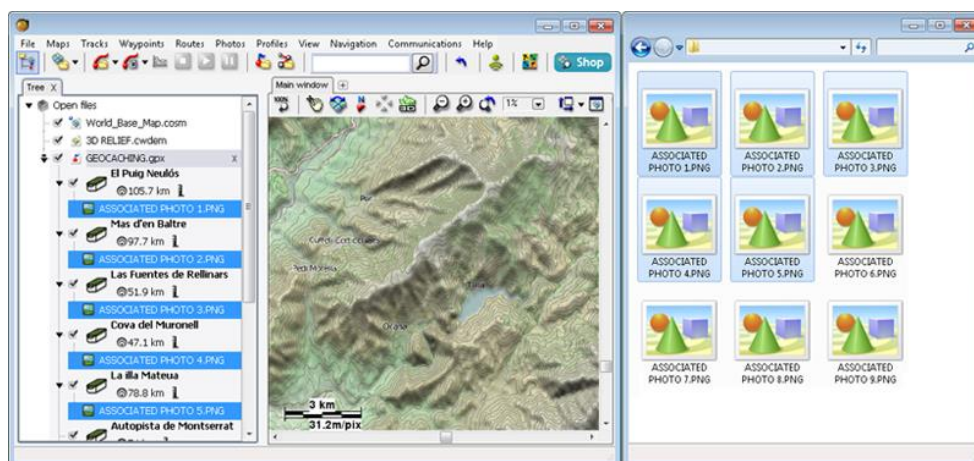 File Maps Tracks Waypoints Routes Photos Profiles View Navigation Communications Help
Shop
Tree X
Main window
100%
1%
Open files
World_Base_Map.cosm
3D RELIEF.cwdem
GEOCACHING.gpx X
El Puig Neulós
105.7 km
ASSOCIATED PHOTO 1.PNG
Mas d'en Baltre
97.7 km
ASSOCIATED PHOTO 2.PNG
Las Fuentes de Rellinars
51.9 km
ASSOCIATED PHOTO 3.PNG
Cova del Muronell
47.1 km
ASSOCIATED PHOTO 4.PNG
La illa Mateua
78.8 km
ASSOCIATED PHOTO 5.PNG
Autopista de Montserrat
3 km
31.2m/pix
ASSOCIATED PHOTO 1.PNG
ASSOCIATED PHOTO 2.PNG
ASSOCIATED PHOTO 3.PNG
ASSOCIATED PHOTO 4.PNG
ASSOCIATED PHOTO 5.PNG
ASSOCIATED PHOTO 6.PNG
ASSOCIATED PHOTO 7.PNG
ASSOCIATED PHOTO 8.PNG
ASSOCIATED PHOTO 9.PNG